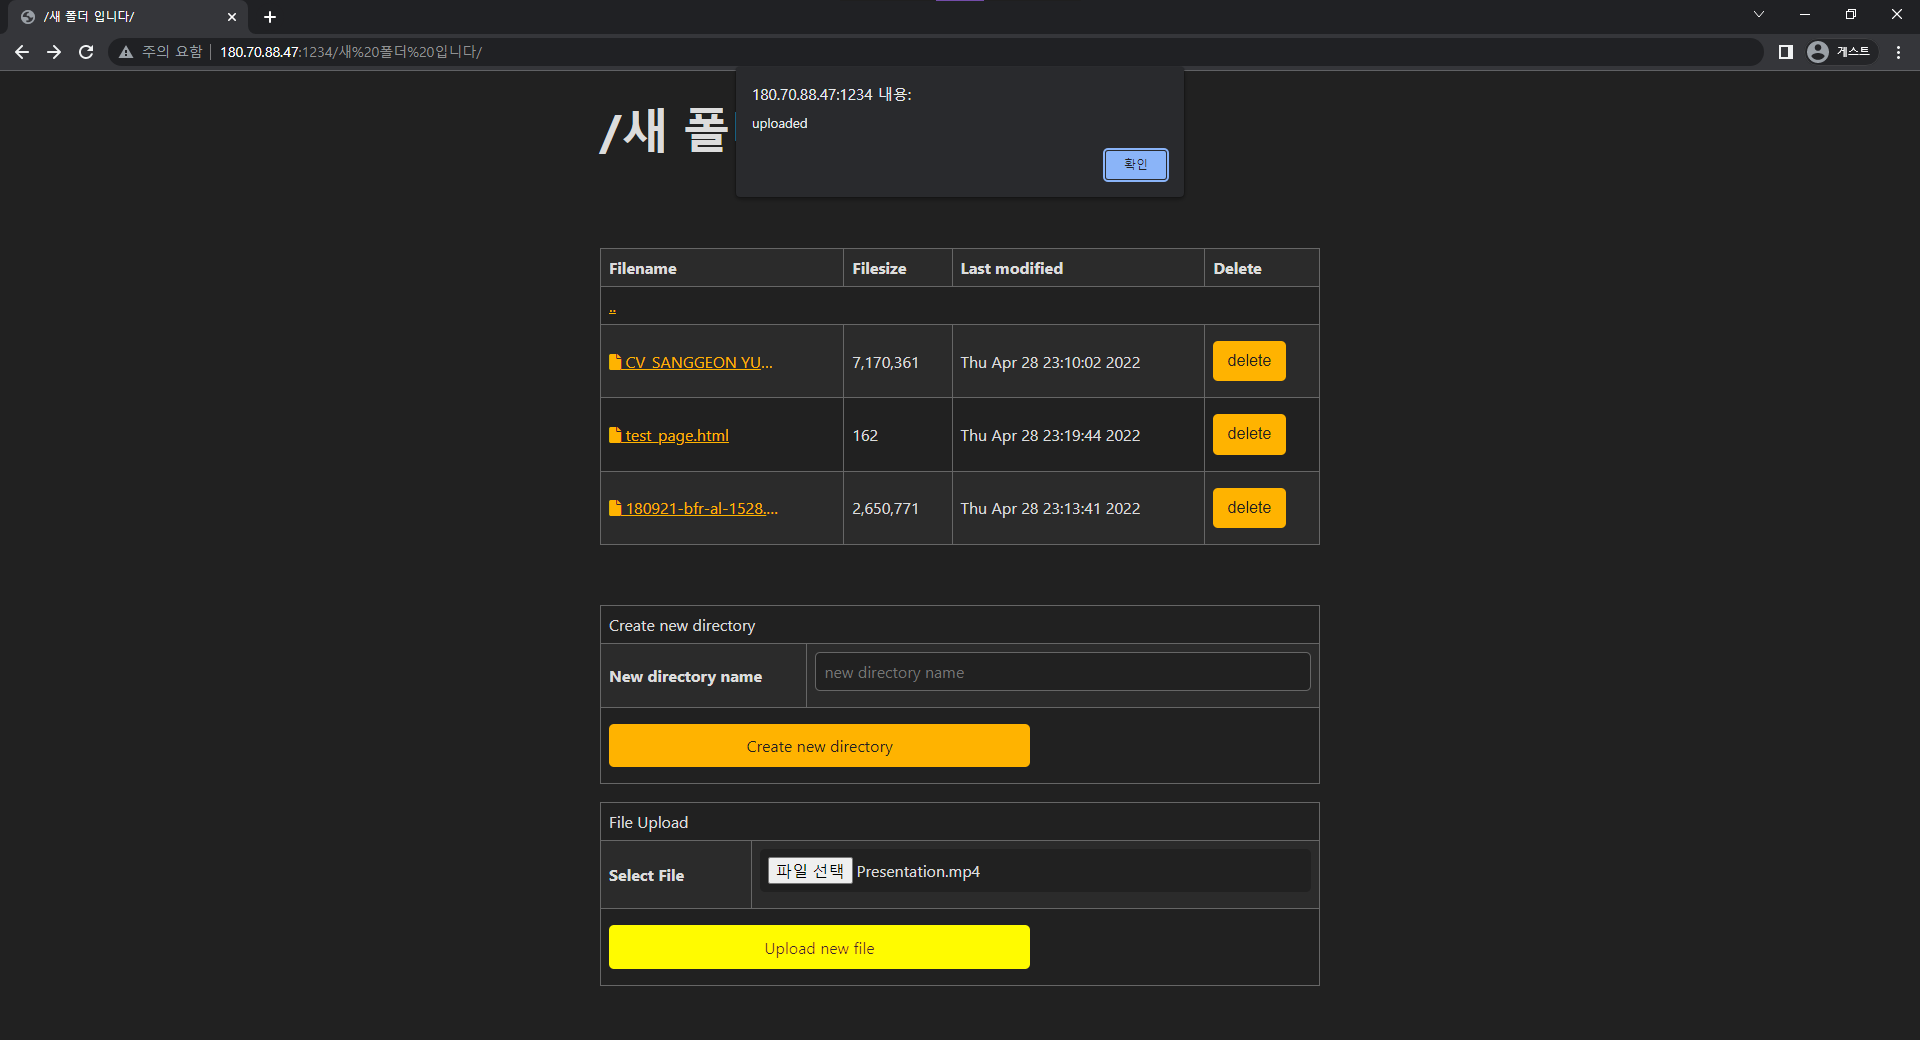 /새 폴더 입니다/
주의 요함 | 180.70.88.47:1234/새%20폴더%20입니다/
게스트
180.70.88.47:1234 내용:
uploaded
확인
/새 폴
Filename Filesize Last modified Delete
..
CV_SANGGEON YU... 7,170,361 Thu Apr 28 23:10:02 2022 delete
test_page.html 162 Thu Apr 28 23:19:44 2022 delete
180921-bfr-al-1528.... 2,650,771 Thu Apr 28 23:13:41 2022 delete
Create new directory
New directory name new directory name
Create new directory
File Upload
Select File 파일 선택 Presentation.mp4
Upload new file